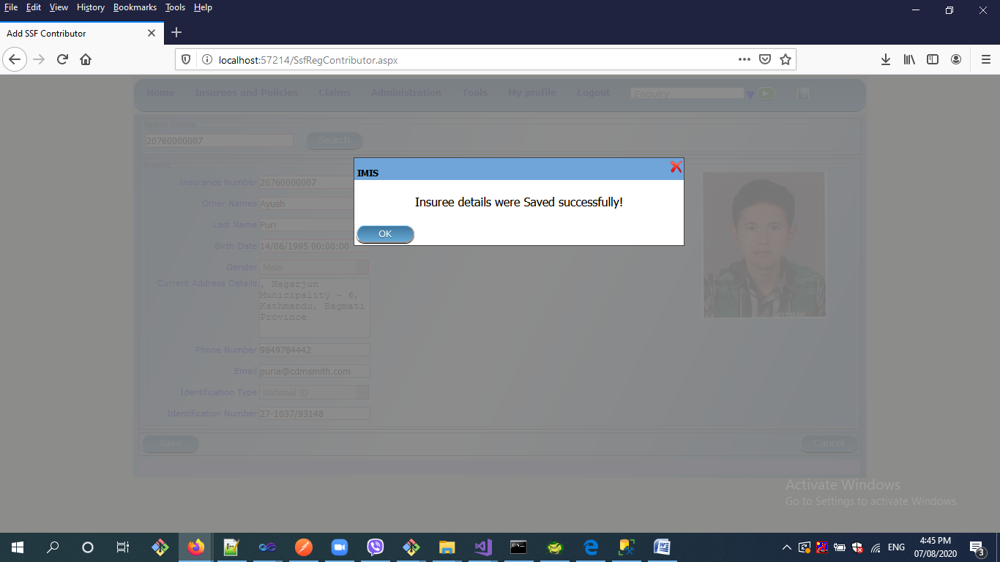 File Edit View History Bookmarks Tools Help
Add SSF Contributor
localhost:57214/SsfRegContributor.aspx
Home Insurees and Policies Claims Administration Tools My profile Logout Enquiry
Search Criteria
20760000007 Search
Insuree
IMIS
Insuree details were Saved successfully!
OK
Insurance Number 20760000007
Other Names Ayush
Last Name Puri
Birth Date 14/06/1995 00:00:00
Gender Male
Current Address Details , Nagarjun
Municipality - 6,
Kathmandu, Bagmati
Province
Phone Number 9849784442
Email puria@cdmsmith.com
Identification Type National ID
Identification Number 27-1037/93148
Save Cancel
Activate Windows
Go to Settings to activate Windows.
ENG
4:45 PM
07/08/2020
3